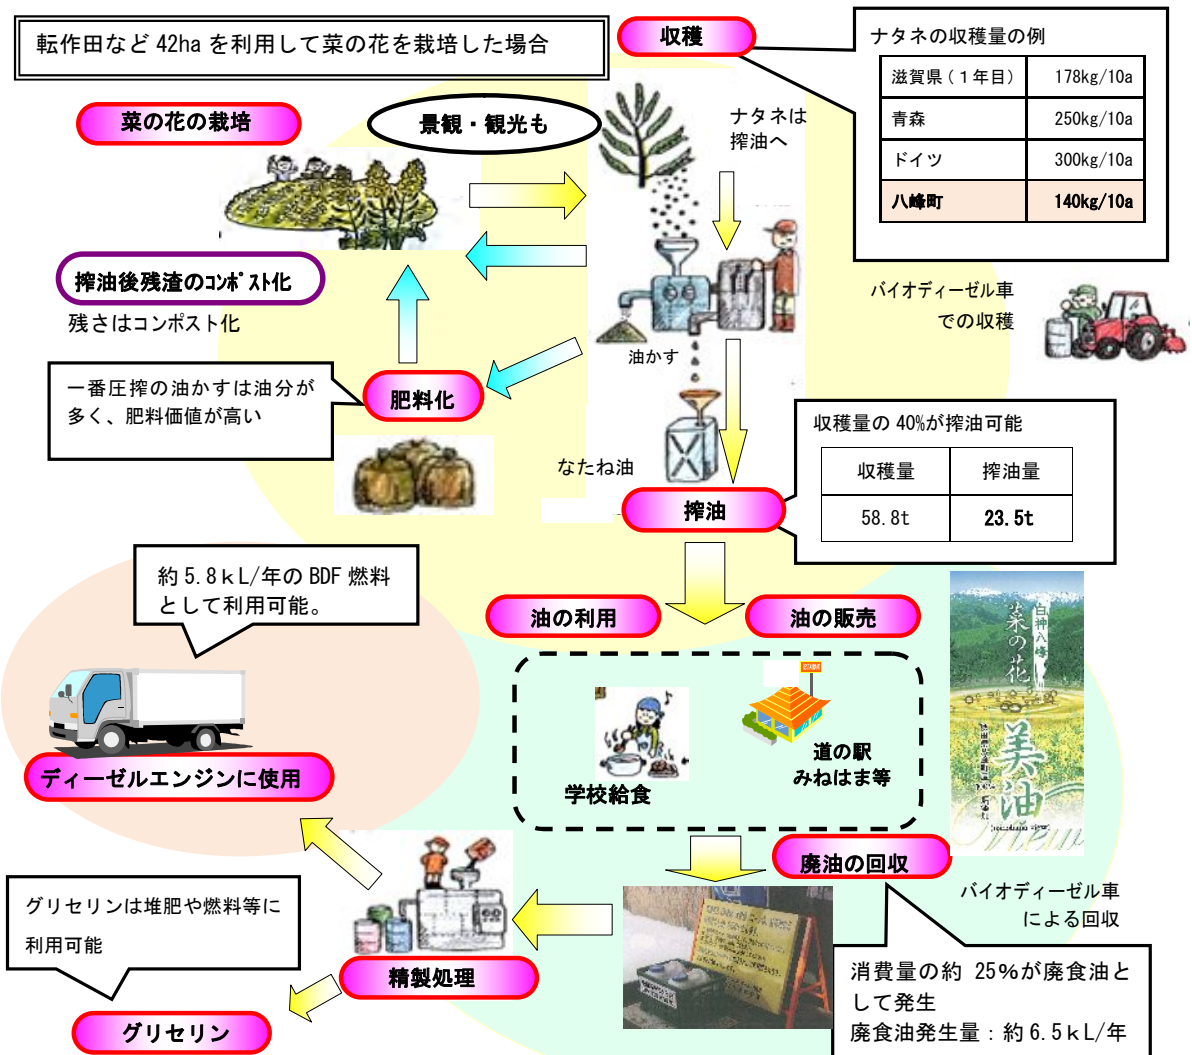 転作田など 42ha を利用して菜の花を栽培した場合
収穫
ナタネの収穫量の例
滋賀県(1年目) 178kg/10a
青森 250kg/10a
ドイツ 300kg/10a
八峰町 140kg/10a
菜の花の栽培
景観・観光も
ナタネは
搾油へ
搾油後残渣のｺﾝﾎﾟｽﾄ化
残さはコンポスト化
バイオディーゼル車
での収穫
油かす
一番圧搾の油かすは油分が
多く、肥料価値が高い
肥料化
なたね油
搾油
収穫量の 40%が搾油可能
収穫量 搾油量
58.8t 23.5t
約 5.8ｋL/年の BDF 燃料
として利用可能。
油の利用
油の販売
白神八峰
菜の花
美油
学校給食
道の駅
みねはま等
ディーゼルエンジンに使用
廃油の回収
バイオディーゼル車
による回収
グリセリンは堆肥や燃料等に
利用可能
精製処理
グリセリン
消費量の約 25%が廃食油と
して発生
廃食油発生量：約 6.5ｋL/年